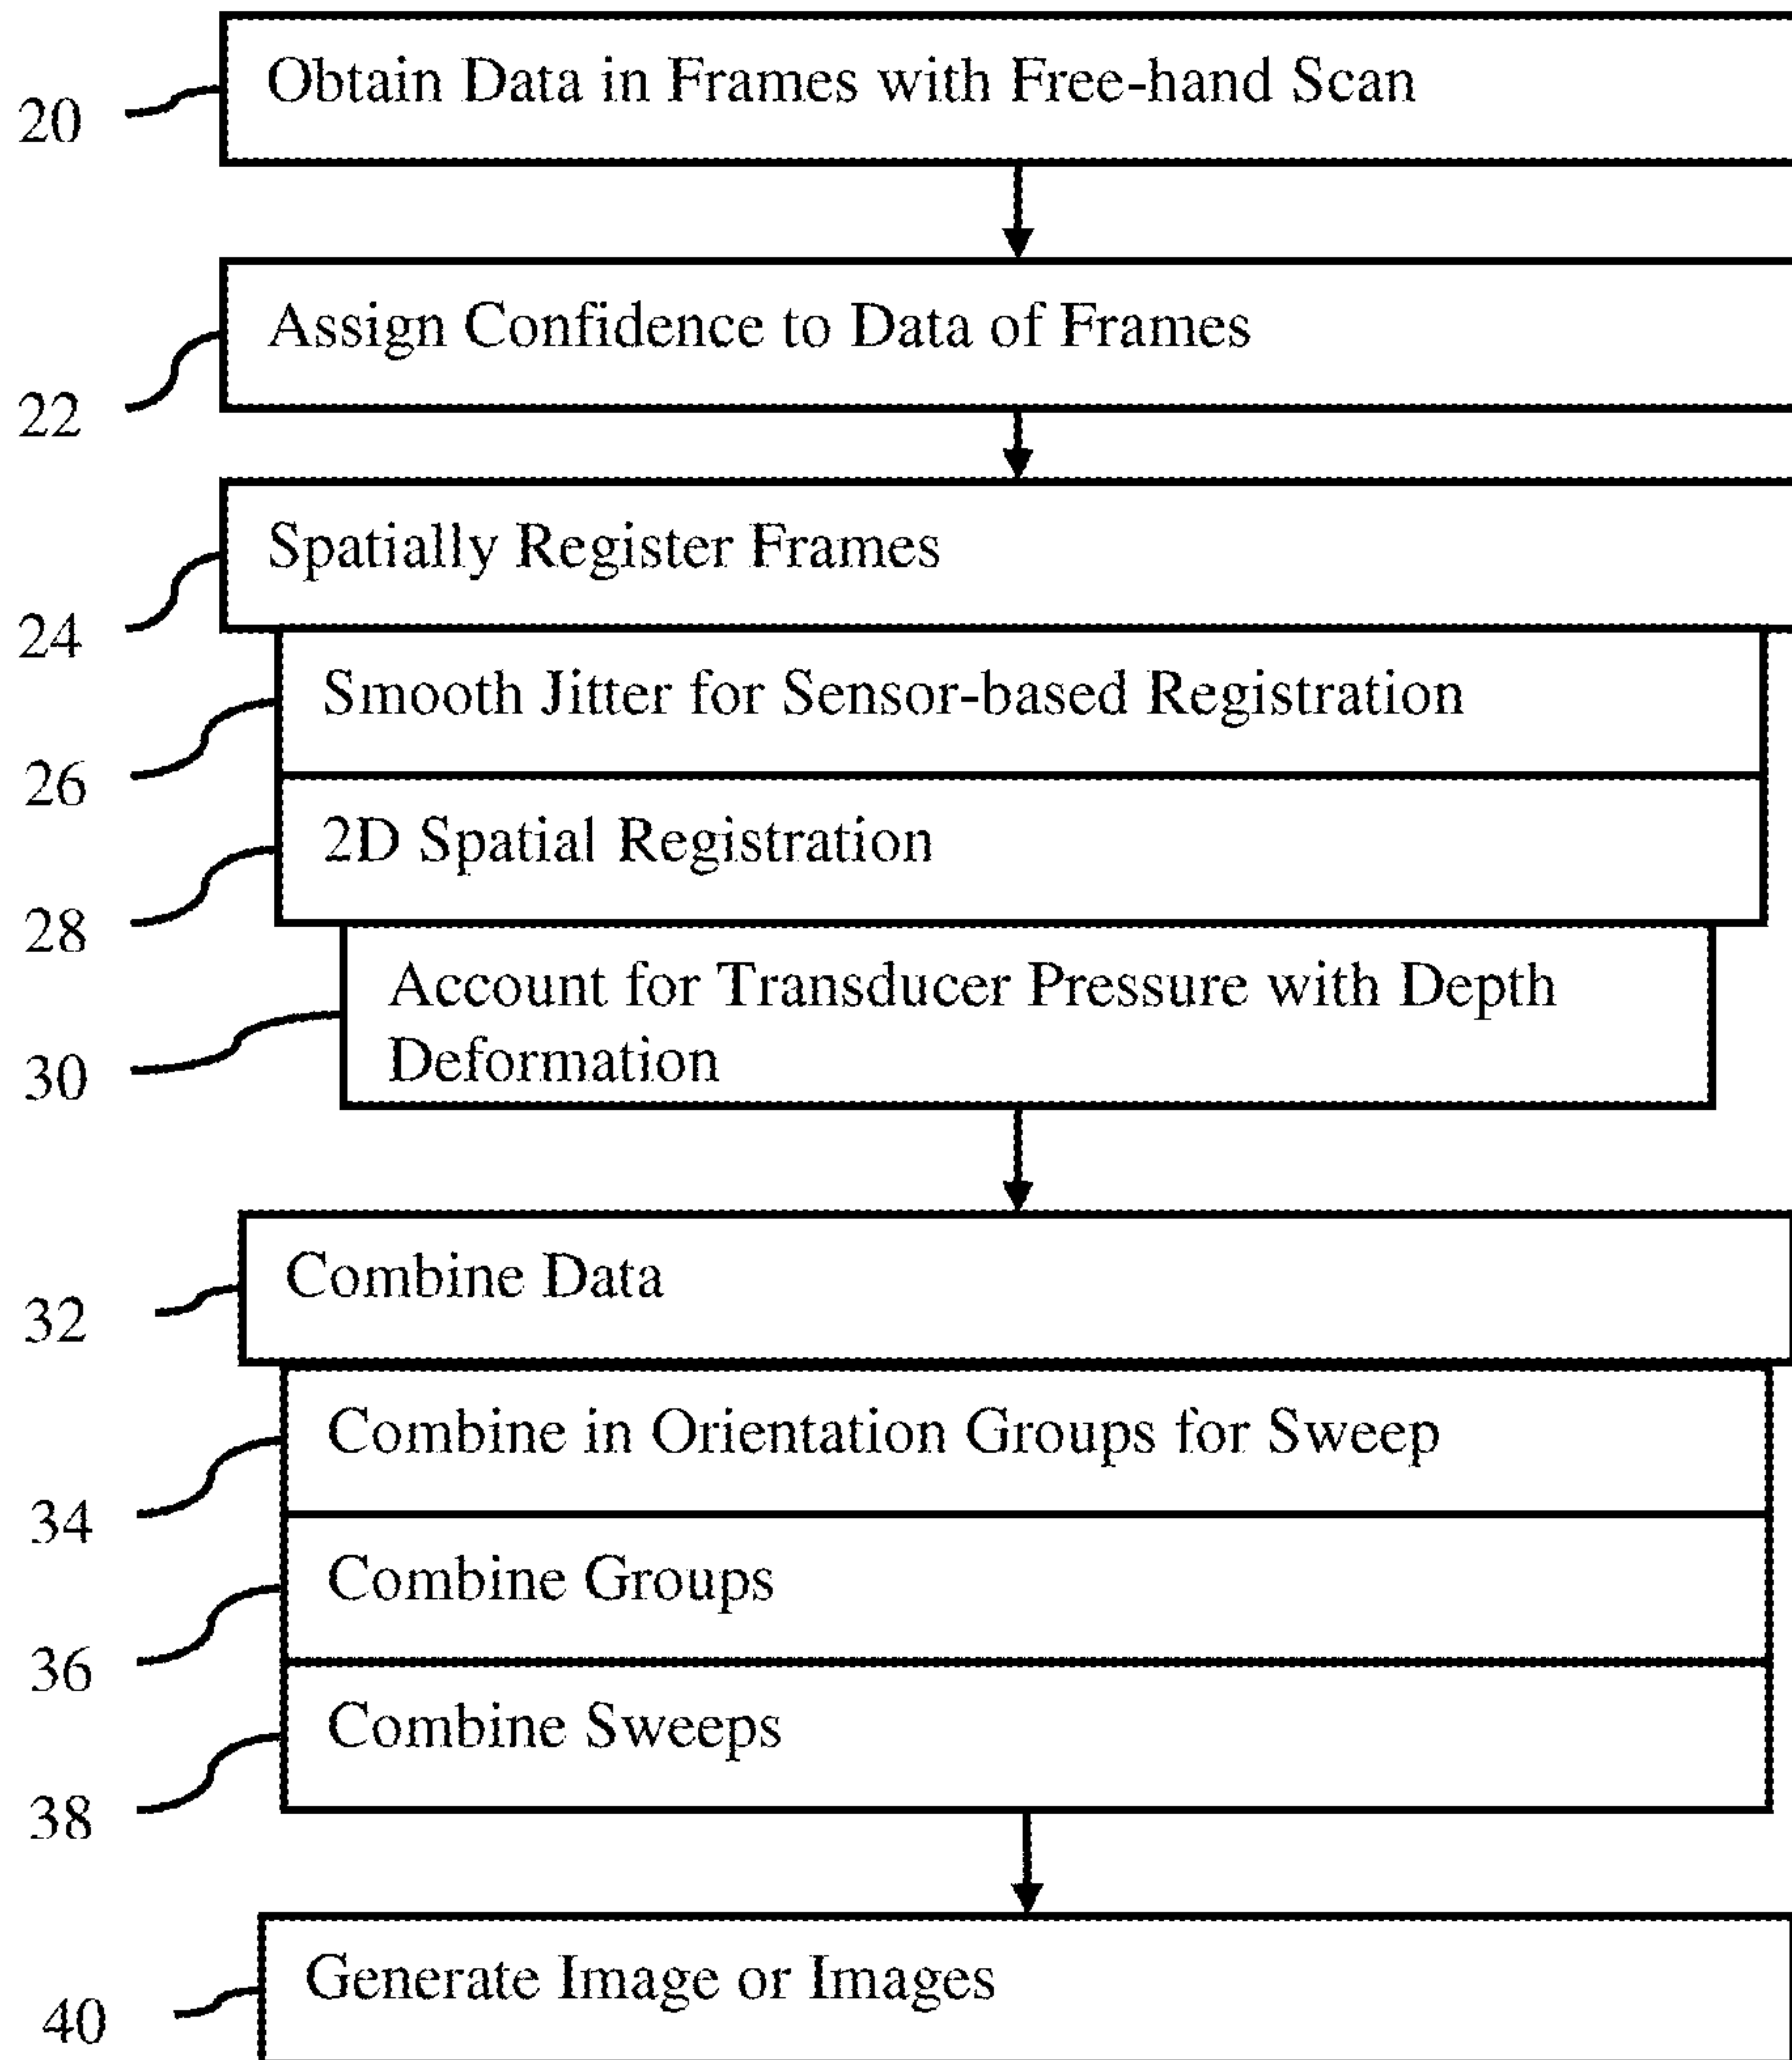 20
Obtain Data in Frames with Free-hand Scan
22
Assign Confidence to Data of Frames
24
Spatially Register Frames
26
Smooth Jitter for Sensor-based Registration
28
2D Spatial Registration
30
Account for Transducer Pressure with Depth
Deformation
32
Combine Data
34
Combine in Orientation Groups for Sweep
36
Combine Groups
38
Combine Sweeps
40
Generate Image or Images